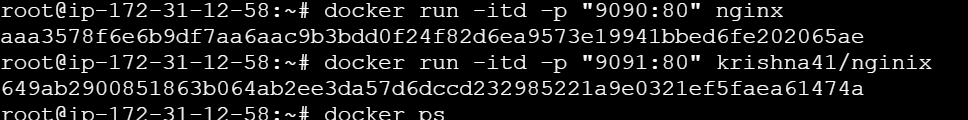 root@ip-172-31-12-58:~# docker run -itd -p "9090:80" nginx
aaa3578f6e6b9df7aa6aac9b3bdd0f24f82d6ea9573e19941bbed6fe202065ae
root@ip-172-31-12-58:~# docker run -itd -p "9091:80" krishna41/nginix
649ab2900851863b064ab2ee3da57d6dccd232985221a9e0321ef5faea61474a
root@ip-172-31-12-58:~# docker ps